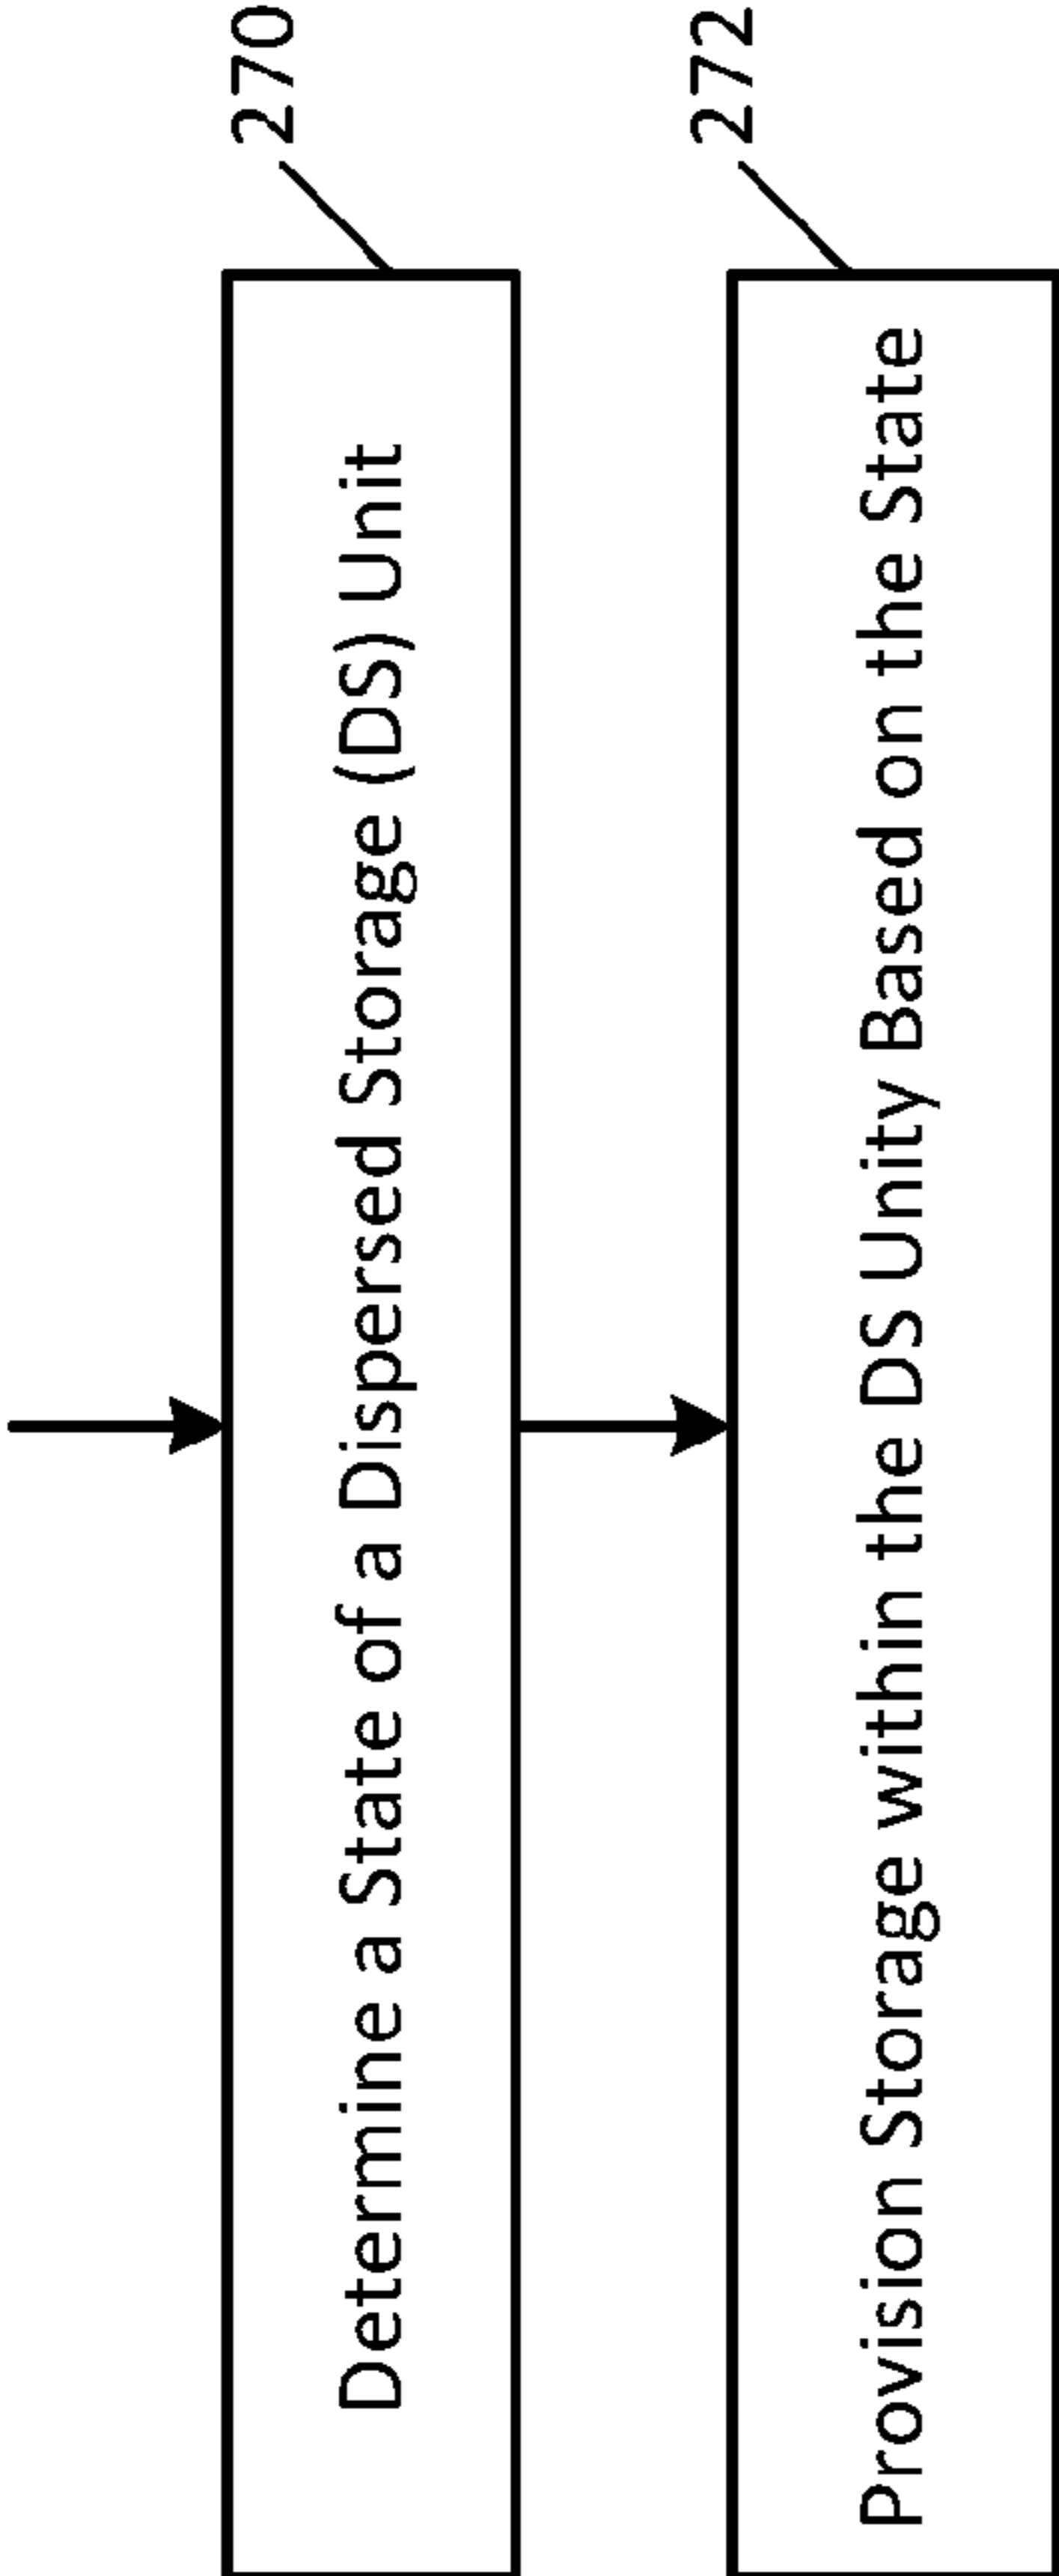 Determine a State of a Dispersed Storage (DS) Unit
270
Provision Storage within the DS Unity Based on the State
272